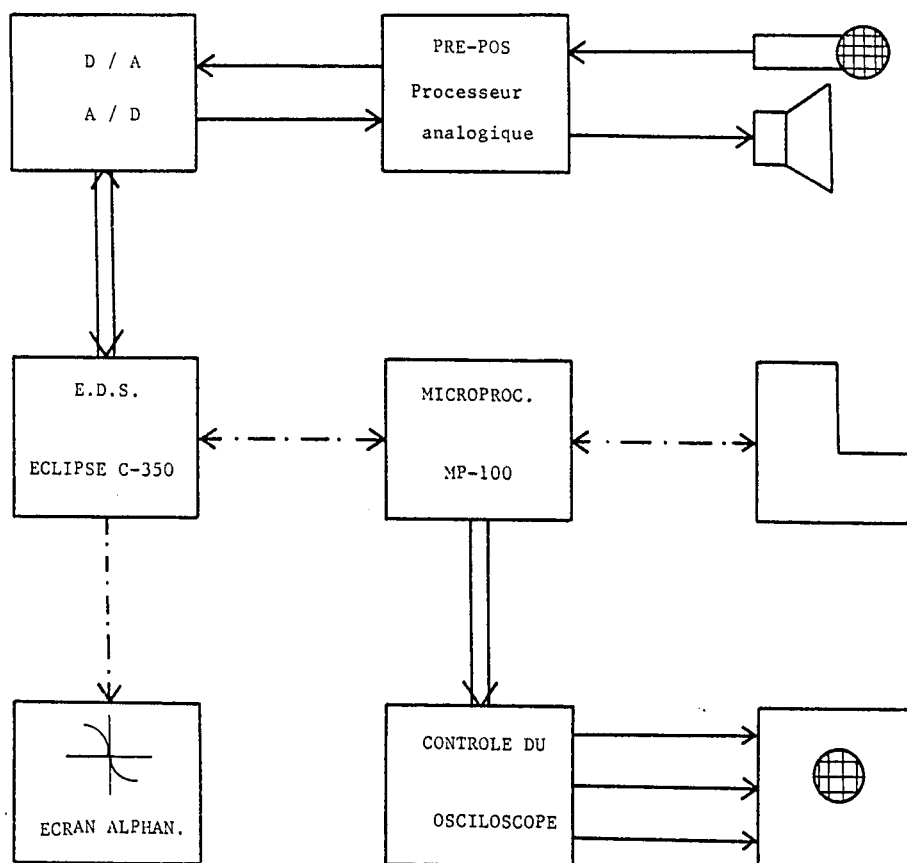 D / A
A / D
PRE-POS
Processeur
analogique
E.D.S.
ECLIPSE C-350
MICROPROC.
MP-100
ECRAN ALPHAN.
CONTROLE DU
OSCILOSCOPE